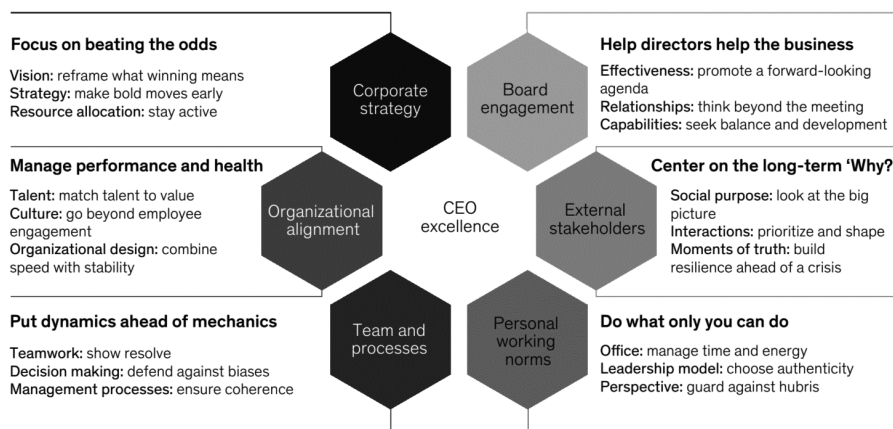 Focus on beating the odds
Vision: reframe what winning means
Strategy: make bold moves early
Resource allocation: stay active
Corporate
strategy
Board
engagement
Help directors help the business
Effectiveness: promote a forward-looking
agenda
Relationships: think beyond the meeting
Capabilities: seek balance and development
Manage performance and health
Talent: match talent to value
Culture: go beyond employee
engagement
Organizational design: combine
speed with stability
Organizational
alignment
CEO
excellence
External
stakeholders
Center on the long-term ‘Why?
Social purpose: look at the big
picture
Interactions: prioritize and shape
Moments of truth: build
resilience ahead of a crisis
Put dynamics ahead of mechanics
Teamwork: show resolve
Decision making: defend against biases
Management processes: ensure coherence
Team and
processes
Personal
working
norms
Do what only you can do
Office: manage time and energy
Leadership model: choose authenticity
Perspective: guard against hubris